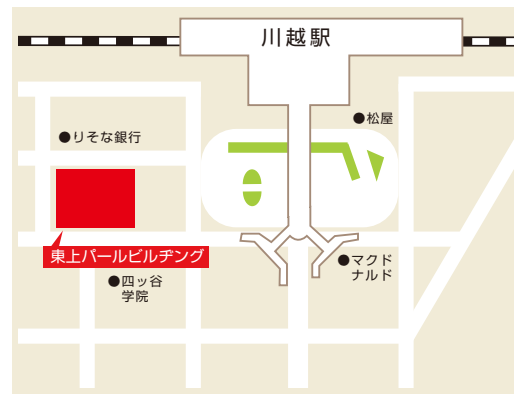 川越駅
●松屋
●りそな銀行
東上パールビルヂング
●マクド
ナルド
●四ッ谷
学院